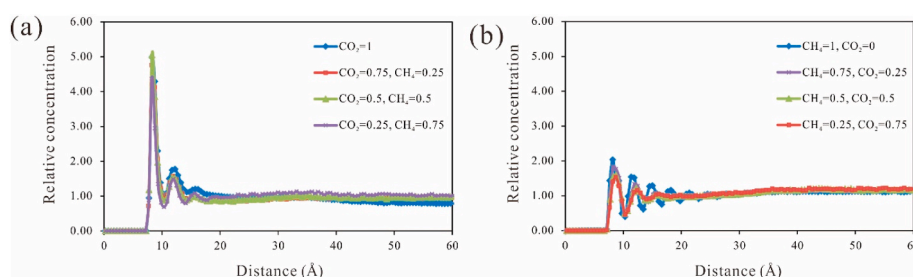 (a)
6.00
5.00
4.00
3.00
2.00
1.00
0.00
0 10 20 30 40 50 60
Relative concentration
Distance (Å)
CO₂=1
CO₂=0.75, CH₄=0.25
CO₂=0.5, CH₄=0.5
CO₂=0.25, CH₄=0.75
(b)
6.00
5.00
4.00
3.00
2.00
1.00
0.00
0 10 20 30 40 50 60
Relative concentration
Distance (Å)
CH₄=1, CO₂=0
CH₄=0.75, CO₂=0.25
CH₄=0.5, CO₂=0.5
CH₄=0.25, CO₂=0.75